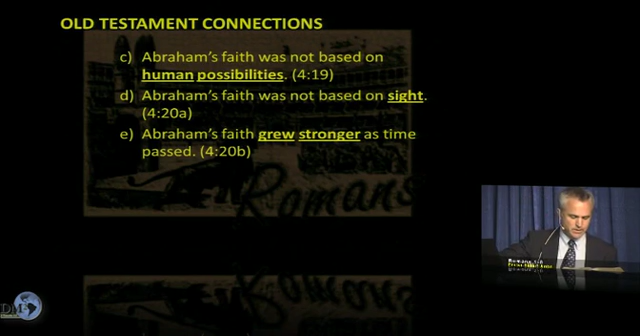 OLD TESTAMENT CONNECTIONS
c) Abraham's faith was not based on
human possibilities. (4:19)
d) Abraham's faith was not based on sight.
(4:20a)
e) Abraham's faith grew stronger as time
passed. (4:20b)
Romans
DM